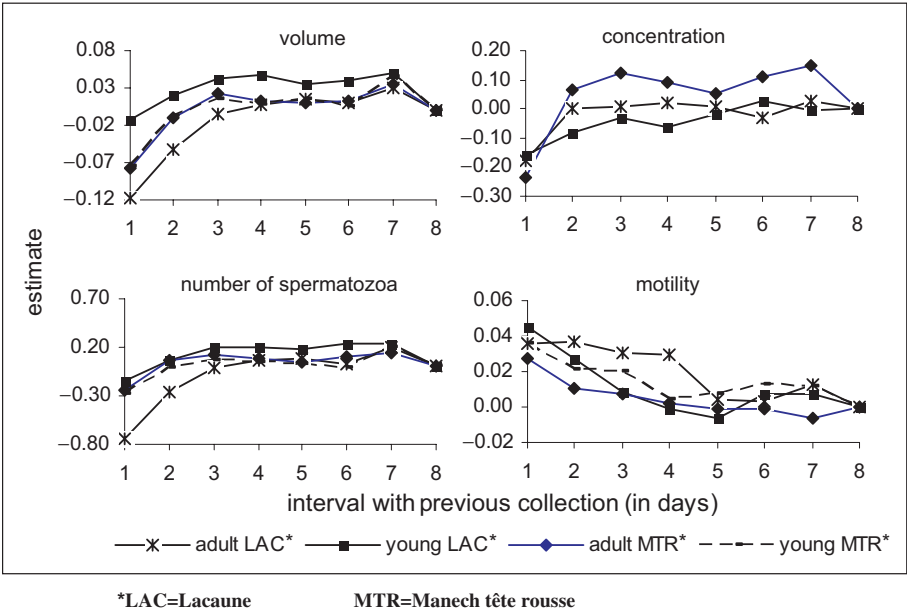 volume
0.08
0.03
−0.02
−0.07
−0.12
1 2 3 4 5 6 7 8
concentration
0.20
0.10
0.00
−0.10
−0.20
−0.30
1 2 3 4 5 6 7 8
estimate
number of spermatozoa
0.70
0.20
−0.30
−0.80
1 2 3 4 5 6 7 8
motility
0.06
0.04
0.02
0.00
−0.02
1 2 3 4 5 6 7 8
interval with previous collection (in days)
adult LAC* young LAC* adult MTR* young MTR*
*LAC=Lacaune MTR=Manech tête rousse